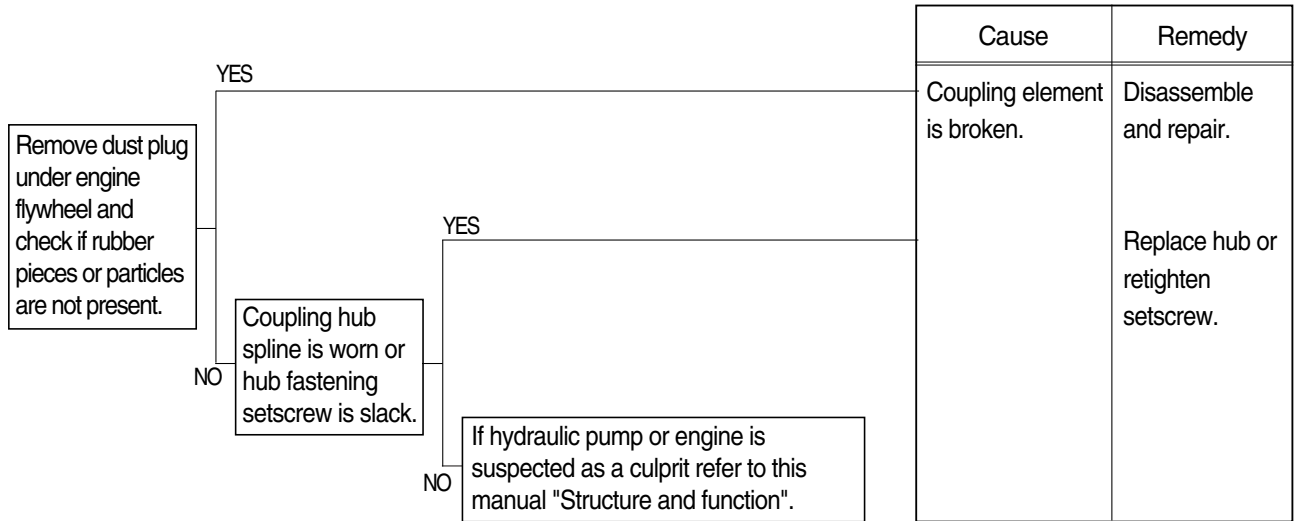 Cause
Remedy
YES
Coupling element
is broken.
Disassemble
and repair.
Remove dust plug
under engine
flywheel and
check if rubber
pieces or particles
are not present.
YES
Replace hub or
retighten
setscrew.
NO
Coupling hub
spline is worn or
hub fastening
setscrew is slack.
NO
If hydraulic pump or engine is
suspected as a culprit refer to this
manual "Structure and function".